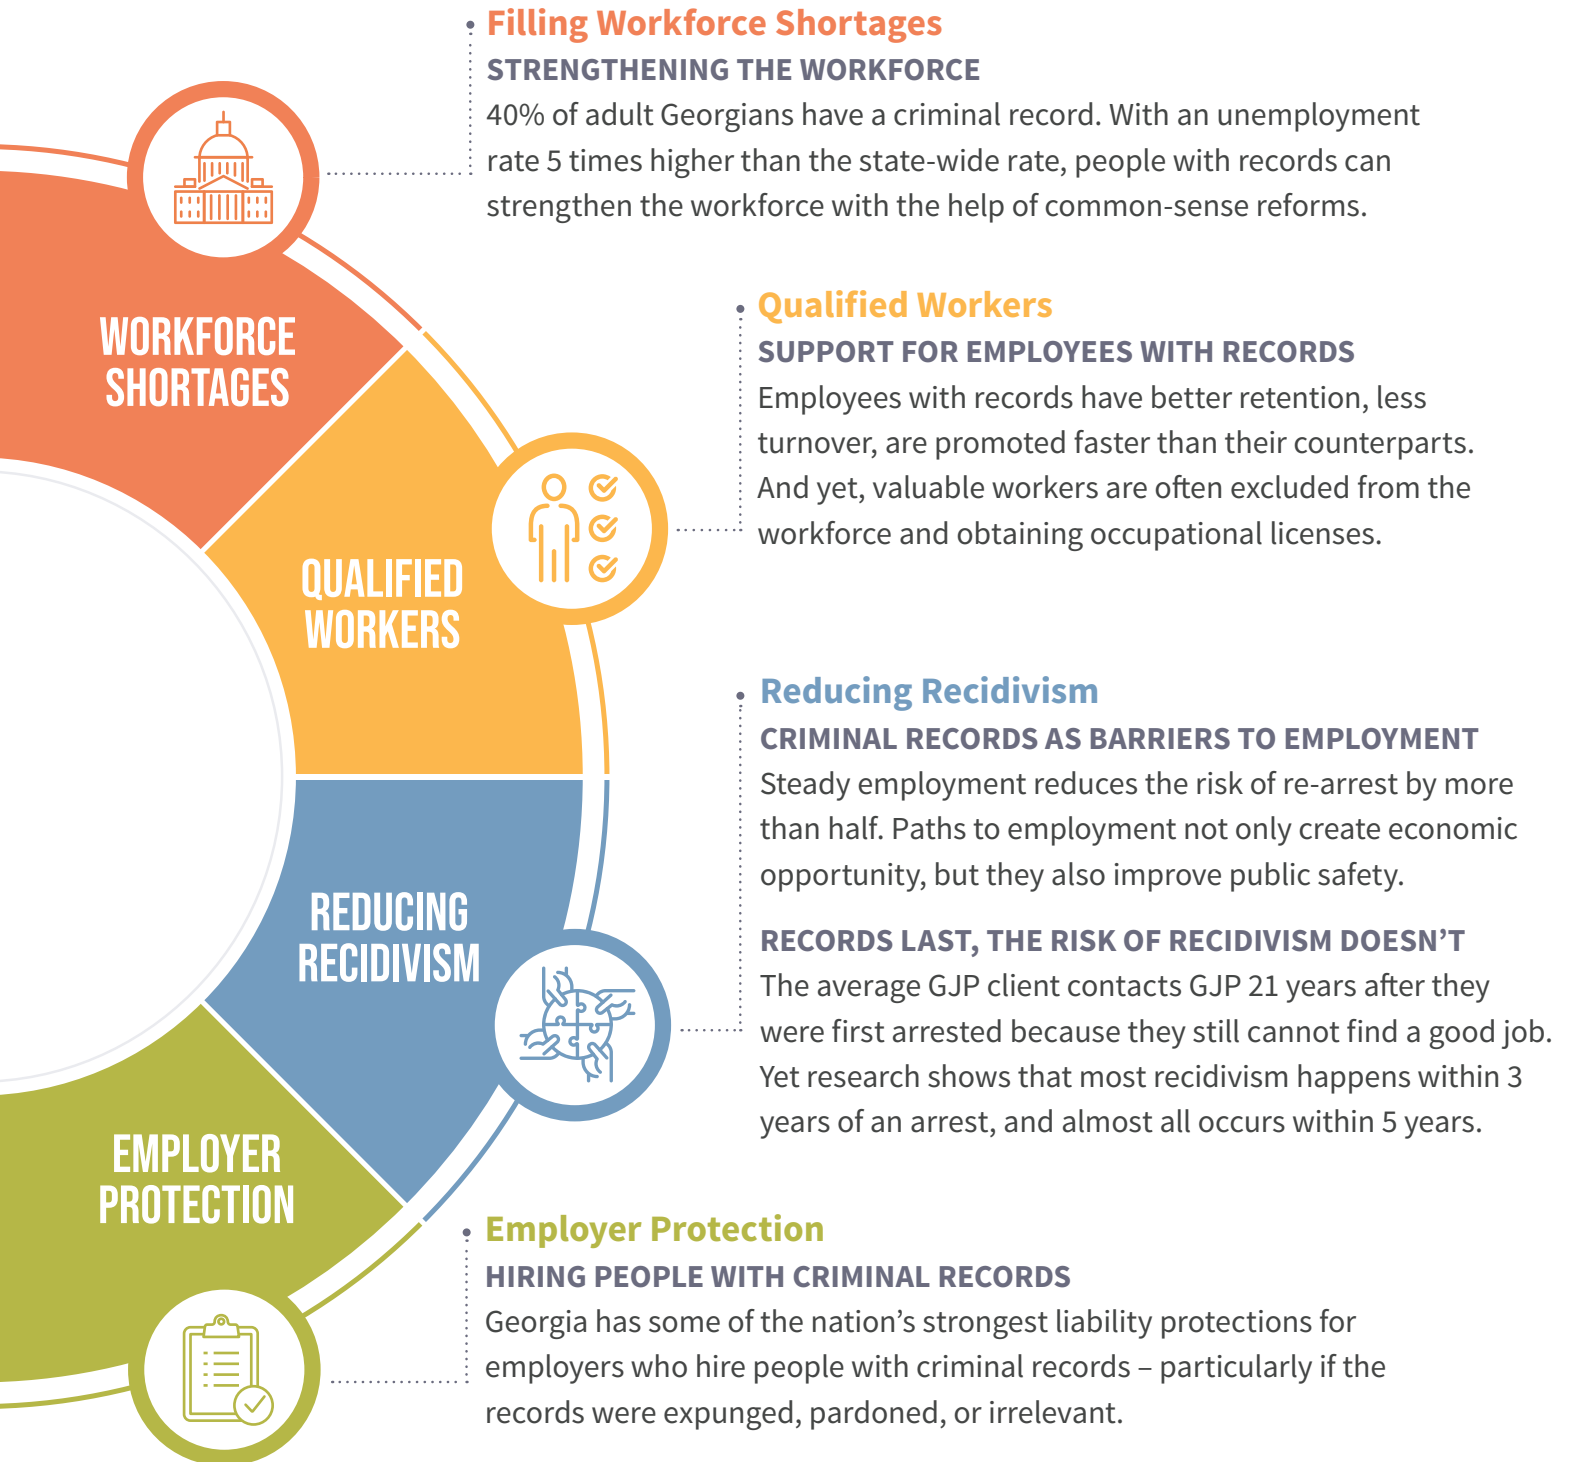 Filling Workforce Shortages
STRENGTHENING THE WORKFORCE
40% of adult Georgians have a criminal record. With an unemployment
rate 5 times higher than the state-wide rate, people with records can
strengthen the workforce with the help of common-sense reforms.
WORKFORCE
SHORTAGES
Qualified Workers
SUPPORT FOR EMPLOYEES WITH RECORDS
Employees with records have better retention, less
turnover, are promoted faster than their counterparts.
And yet, valuable workers are often excluded from the
workforce and obtaining occupational licenses.
QUALIFIED
WORKERS
Reducing Recidivism
CRIMINAL RECORDS AS BARRIERS TO EMPLOYMENT
Steady employment reduces the risk of re-arrest by more
than half. Paths to employment not only create economic
opportunity, but they also improve public safety.
RECORDS LAST, THE RISK OF RECIDIVISM DOESN’T
The average GJP client contacts GJP 21 years after they
were first arrested because they still cannot find a good job.
Yet research shows that most recidivism happens within 3
years of an arrest, and almost all occurs within 5 years.
REDUCING
RECIDIVISM
EMPLOYER
PROTECTION
Employer Protection
HIRING PEOPLE WITH CRIMINAL RECORDS
Georgia has some of the nation’s strongest liability protections for
employers who hire people with criminal records – particularly if the
records were expunged, pardoned, or irrelevant.